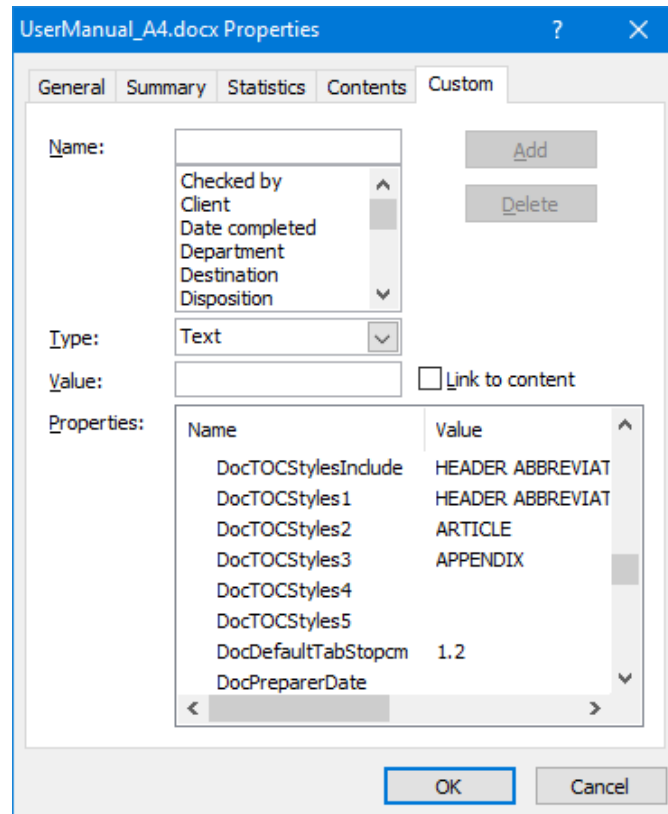 UserManual_A4.docx Properties ?
General Summary Statistics Contents Custom
Name: Add
Checked by
Client
Date completed
Department
Destination
Disposition
Delete
Type: Text
Value: Link to content
Properties: Name Value
DocTOCStylesInclude HEADER ABBREVIAT
DocTOCStyles1 HEADER ABBREVIAT
DocTOCStyles2 ARTICLE
DocTOCStyles3 APPENDIX
DocTOCStyles4
DocTOCStyles5
DocDefaultTabStopcm 1.2
DocPreparerDate
OK Cancel